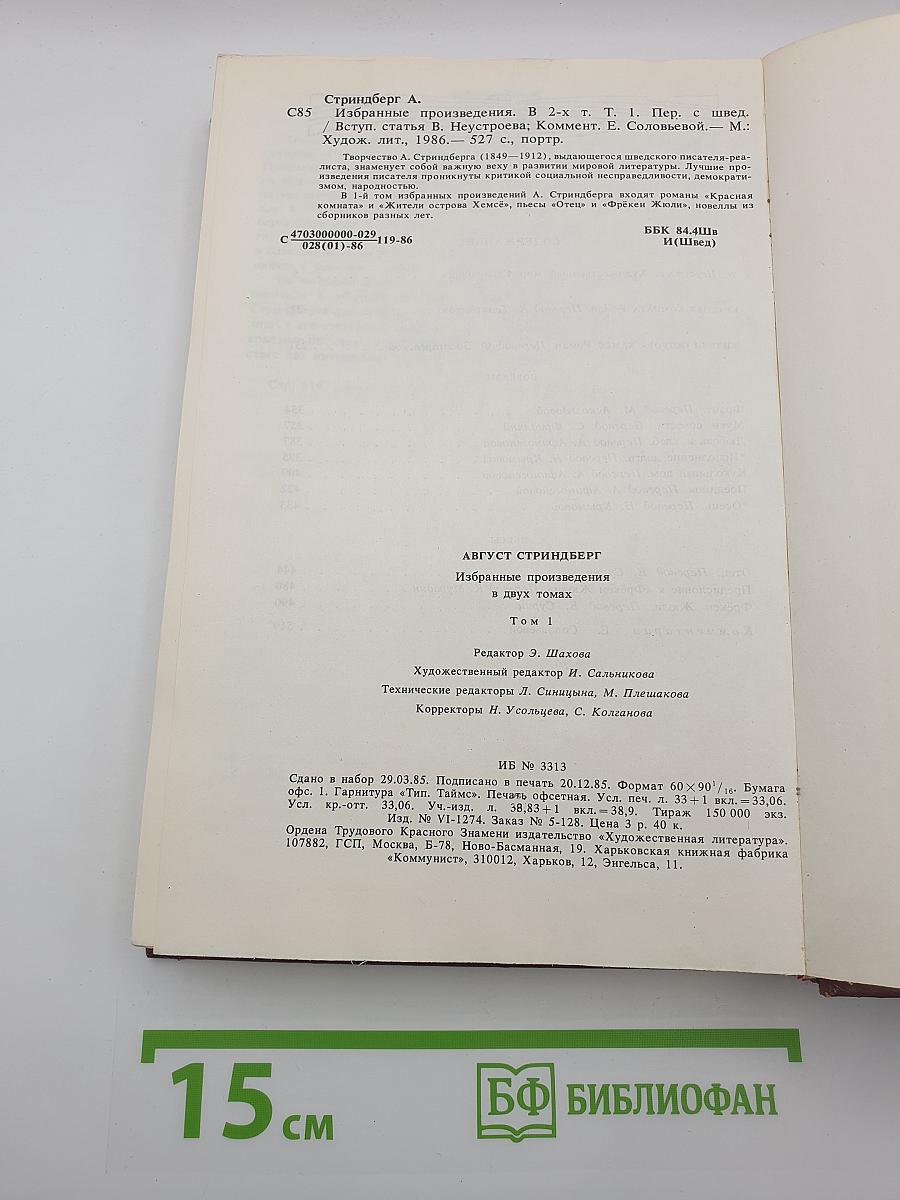 Стриндберг А.
С85 Избранные произведения. В 2-х т. Т. 1. Пер. с швед.
/ Вступ. статья В. Неустроева; Коммент. Е. Соловьевой.— М.:
Худож. лит., 1986.— 527 с., портр.
Творчество А. Стриндберга (1849—1912), выдающегося шведского писателя-реа-
листа, знаменует собой важную веху в развитии мировой литературы. Лучшие про-
изведения писателя проникнуты критикой социальной несправедливости, демократи-
змом, народностью.
В 1-й том избранных произведений А. Стриндберга входят романы «Красная
комната» и «Жители острова Хемсё», пьесы «Отец» и «Фрёкен Жюли», новеллы из
сборников разных лет.
С 4703000000-029/028(01)-86 119-86
ББК 84.4Шв
И(Швед)
АВГУСТ СТРИНДБЕРГ
Избранные произведения
в двух томах
Том 1
Редактор Э. Шахова
Художественный редактор И. Сальникова
Технические редакторы Л. Синицына, М. Плешакова
Корректоры Н. Усольцева, С. Колганова
ИБ № 3313
Сдано в набор 29.03.85. Подписано в печать 20.12.85. Формат 60×90¹/₁₆. Бумага
офс. 1. Гарнитура «Тип. Таймс». Печать офсетная. Усл. печ. л. 33+1 вкл.=33,06.
Усл. кр.-отт. 33,06. Уч.-изд. л. 38,83+1 вкл.=38,9. Тираж 150 000 экз.
Изд. № VI-1274. Заказ № 5-128. Цена 3 р. 40 к.
Ордена Трудового Красного Знамени издательство «Художественная литература».
107882, ГСП, Москва, Б-78, Ново-Басманная, 19. Харьковская книжная фабрика
«Коммунист», 310012, Харьков, 12, Энгельса, 11.
15 см
БФ БИБЛИОФАН